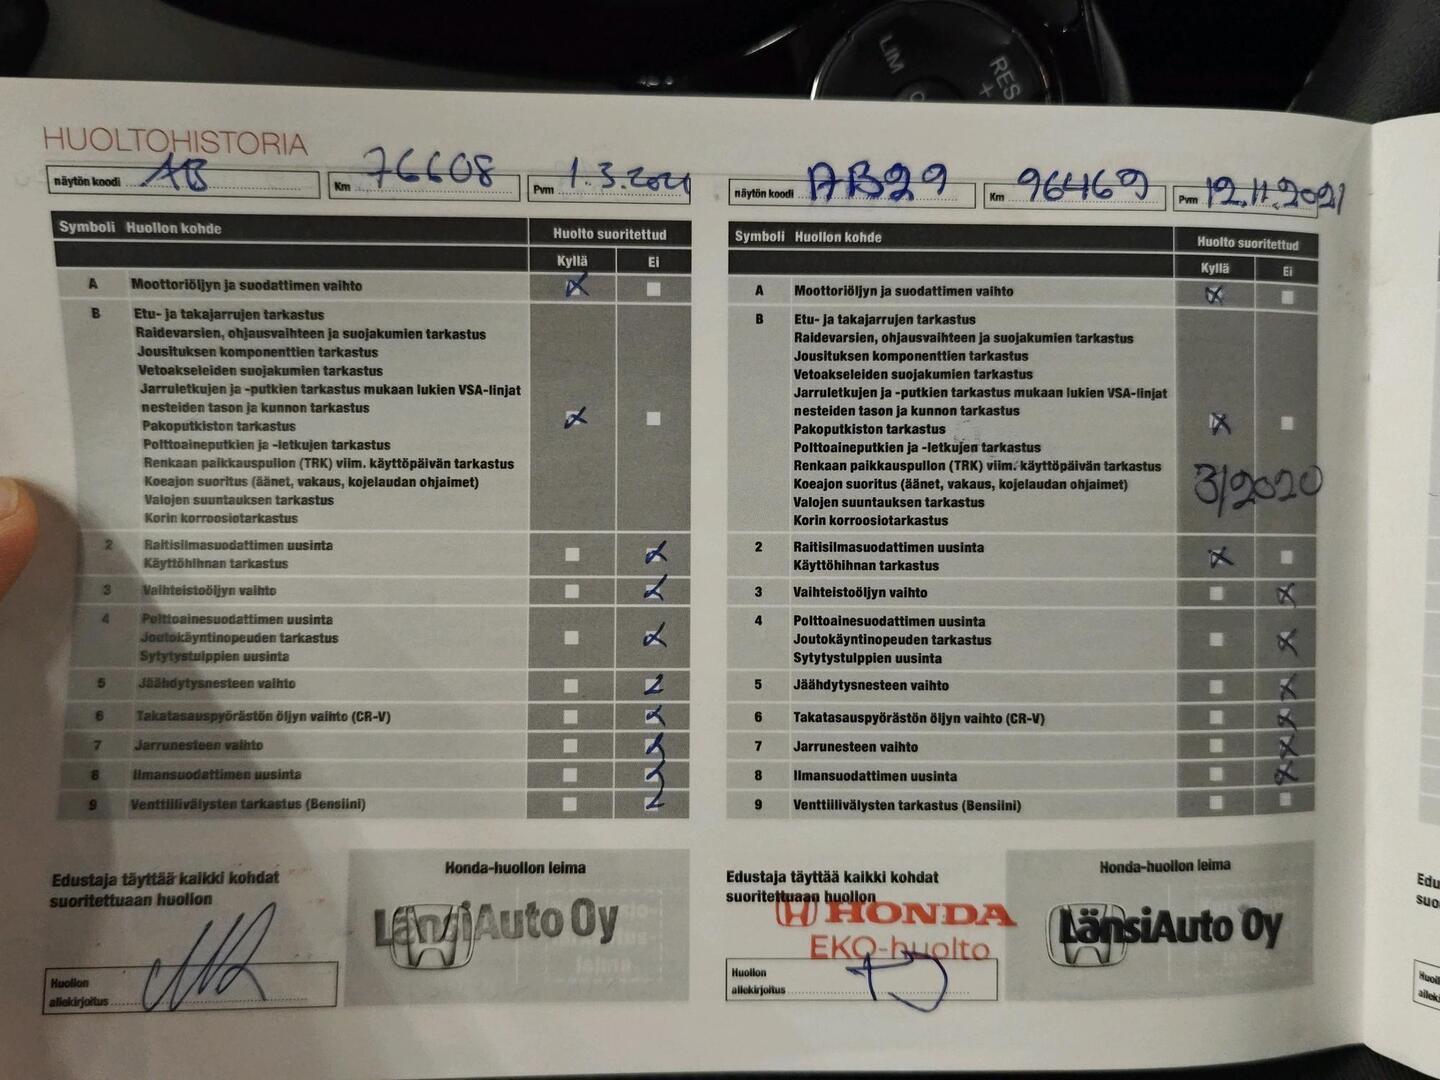 LIM
RES
+
HUOLTOHISTORIA
näytön koodi AB Km 76608 Pvm 1.3.2021
Symboli Huollon kohde Huolto suoritettud
Kyllä Ei
A Moottoriöljyn ja suodattimen vaihto
B Etu- ja takajarrujen tarkastus
Raidevarsien, ohjausvaihteen ja suojakumien tarkastus
Jousituksen komponenttien tarkastus
Vetoakseleiden suojakumien tarkastus
Jarruletkujen ja -putkien tarkastus mukaan lukien VSA-linjat
nesteiden tason ja kunnon tarkastus
Pakoputkiston tarkastus
Polttoaineputkien ja -letkujen tarkastus
Renkaan paikkauspullon (TRK) viim. käyttöpäivän tarkastus
Koeajon suoritus (äänet, vakaus, kojelaudan ohjaimet)
Valojen suuntauksen tarkastus
Korin korroosiotarkastus
2 Raitisilmasuodattimen uusinta
Käyttöhihnan tarkastus
3 Vaihteistoöljyn vaihto
4 Polttoainesuodattimen uusinta
Joutokäyntinopeuden tarkastus
Sytytystulppien uusinta
5 Jäähdytysnesteen vaihto
6 Takatasauspyörästön öljyn vaihto (CR-V)
7 Jarrunesteen vaihto
8 Ilmansuodattimen uusinta
9 Venttiilivälysten tarkastus (Bensiini)
Edustaja täyttää kaikki kohdat
suoritettuaan huollon
Huollon
allekirjoitus
Honda-huollon leima
LänsiAuto Oy
näytön koodi AB29 Km 96469 Pvm 12.11.2021
Symboli Huollon kohde Huolto suoritettud
Kyllä Ei
A Moottoriöljyn ja suodattimen vaihto
B Etu- ja takajarrujen tarkastus
Raidevarsien, ohjausvaihteen ja suojakumien tarkastus
Jousituksen komponenttien tarkastus
Vetoakseleiden suojakumien tarkastus
Jarruletkujen ja -putkien tarkastus mukaan lukien VSA-linjat
nesteiden tason ja kunnon tarkastus
Pakoputkiston tarkastus
Polttoaineputkien ja -letkujen tarkastus
Renkaan paikkauspullon (TRK) viim. käyttöpäivän tarkastus 3/2020
Koeajon suoritus (äänet, vakaus, kojelaudan ohjaimet)
Valojen suuntauksen tarkastus
Korin korroosiotarkastus
2 Raitisilmasuodattimen uusinta
Käyttöhihnan tarkastus
3 Vaihteistoöljyn vaihto
4 Polttoainesuodattimen uusinta
Joutokäyntinopeuden tarkastus
Sytytystulppien uusinta
5 Jäähdytysnesteen vaihto
6 Takatasauspyörästön öljyn vaihto (CR-V)
7 Jarrunesteen vaihto
8 Ilmansuodattimen uusinta
9 Venttiilivälysten tarkastus (Bensiini)
Edustaja täyttää kaikki kohdat
suoritettuaan huollon
HONDA
EKO-huolto
Huollon
allekirjoitus
Honda-huollon leima
LänsiAuto Oy